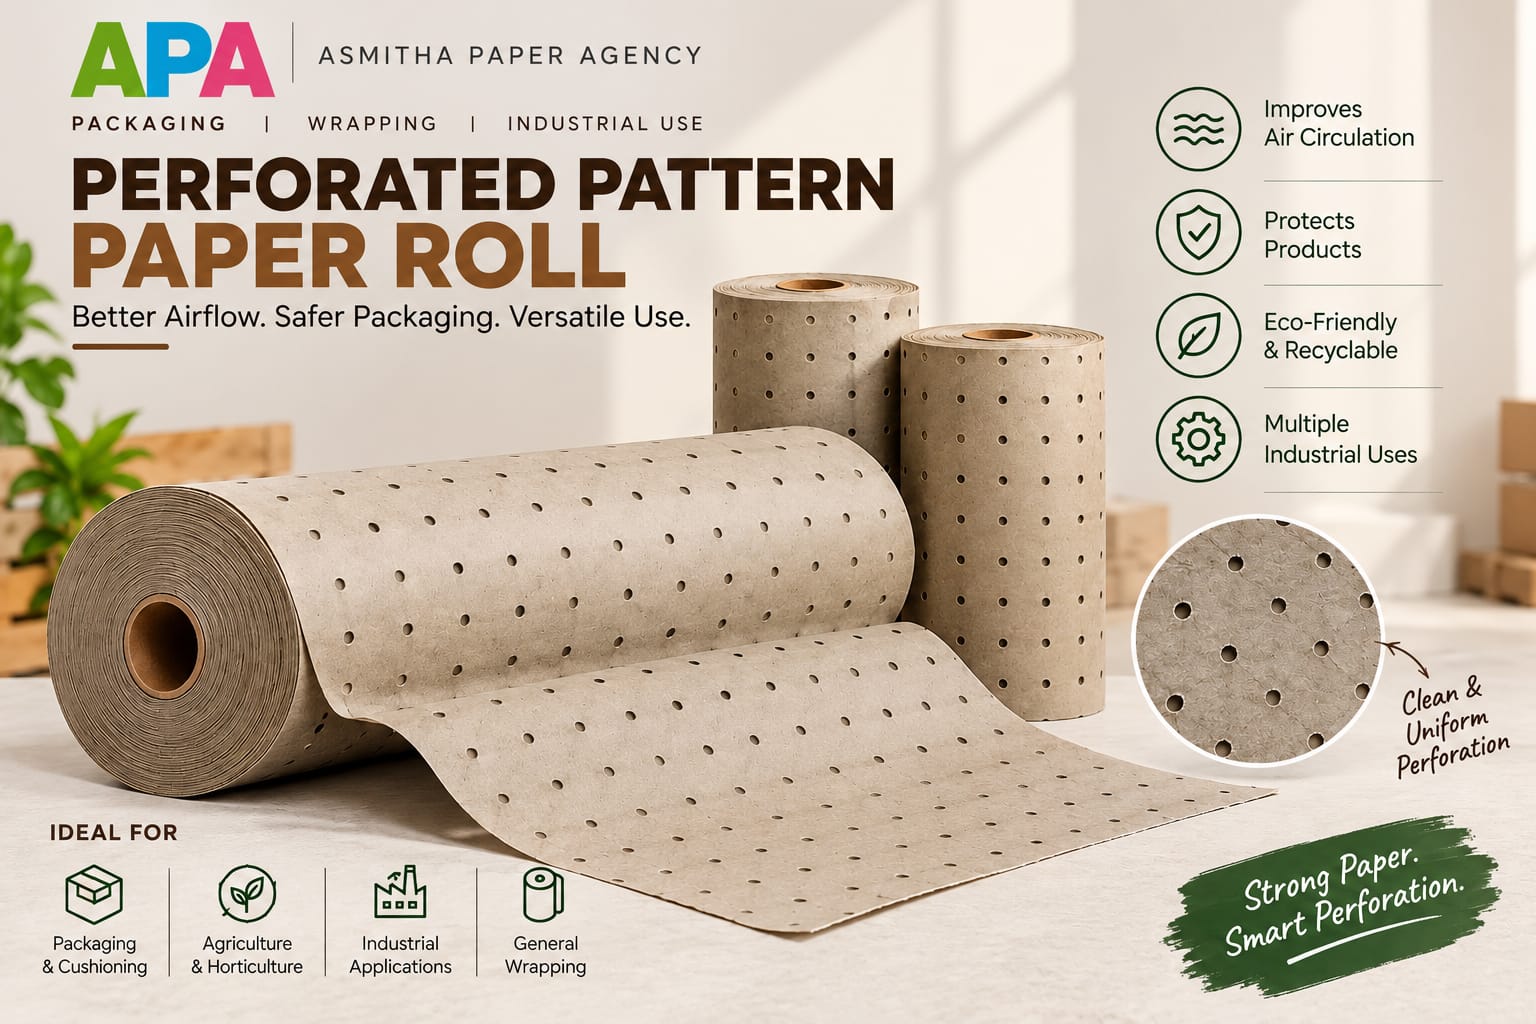 APA
ASMITHA PAPER AGENCY
PACKAGING | WRAPPING | INDUSTRIAL USE
PERFORATED PATTERN
PAPER ROLL
Better Airflow. Safer Packaging. Versatile Use.
Improves
Air Circulation
Protects
Products
Eco-Friendly
& Recyclable
Multiple
Industrial Uses
Clean &
Uniform
Perforation
IDEAL FOR
Packaging
& Cushioning
Agriculture
& Horticulture
Industrial
Applications
General
Wrapping
Strong Paper.
Smart Perforation.